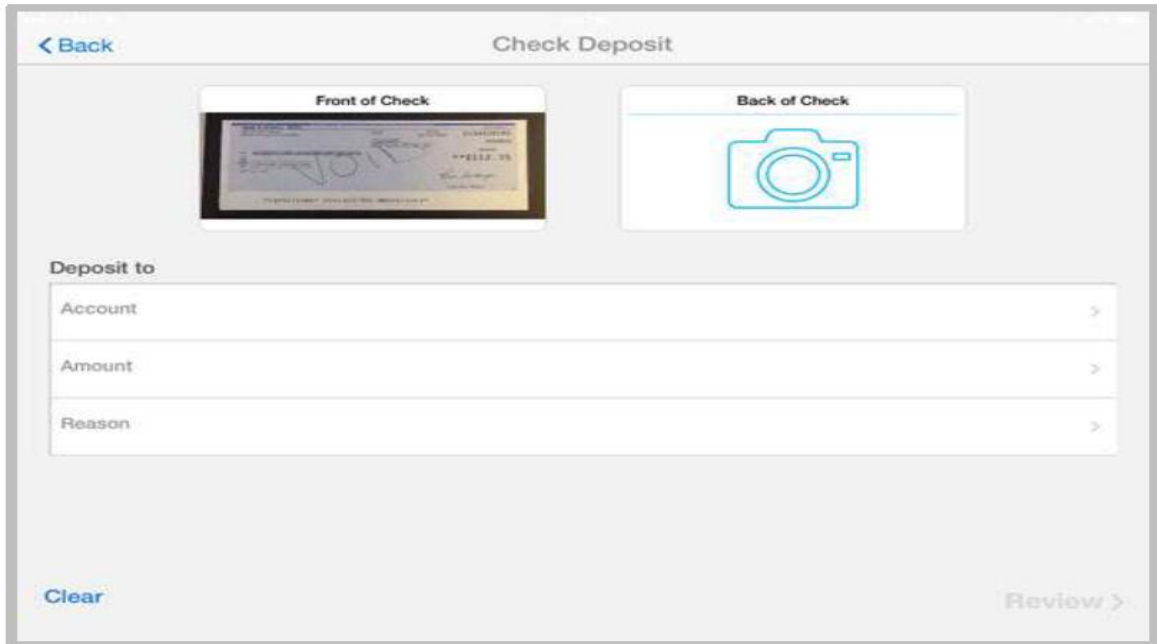 Back
Check Deposit
Front of Check
Back of Check
VOID
Deposit to
Account
Amount
Reason
Clear
Review